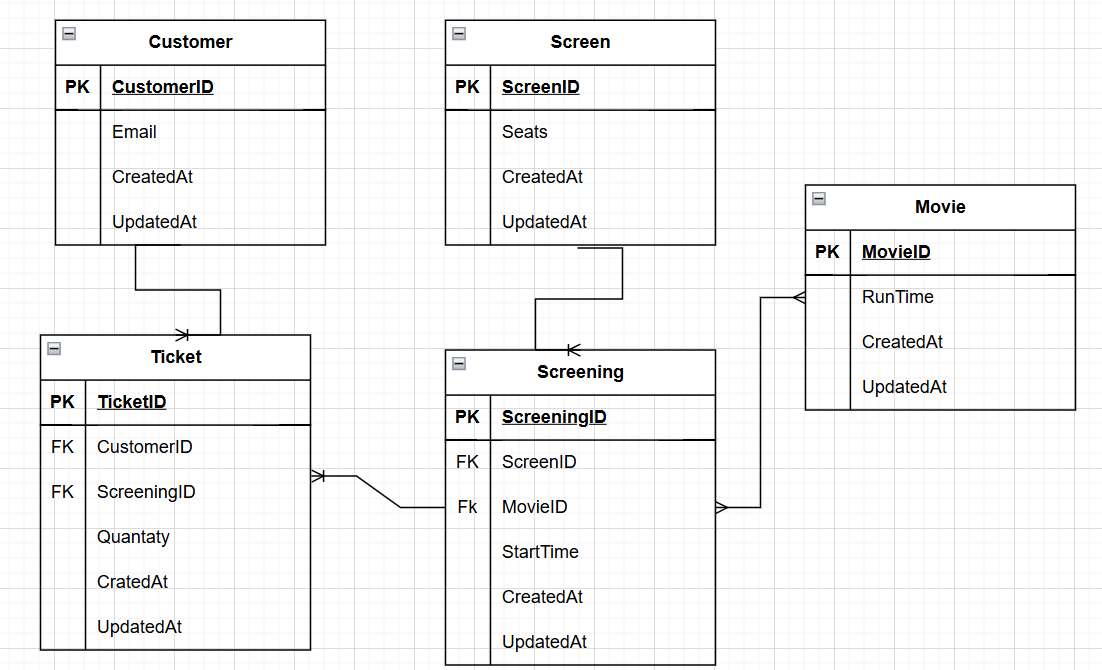 Customer
PK CustomerID
Email
CreatedAt
UpdatedAt
Screen
PK ScreenID
Seats
CreatedAt
UpdatedAt
Movie
PK MovieID
RunTime
CreatedAt
UpdatedAt
Ticket
PK TicketID
FK CustomerID
FK ScreeningID
Quantaty
CratedAt
UpdatedAt
Screening
PK ScreeningID
FK ScreenID
Fk MovieID
StartTime
CreatedAt
UpdatedAt